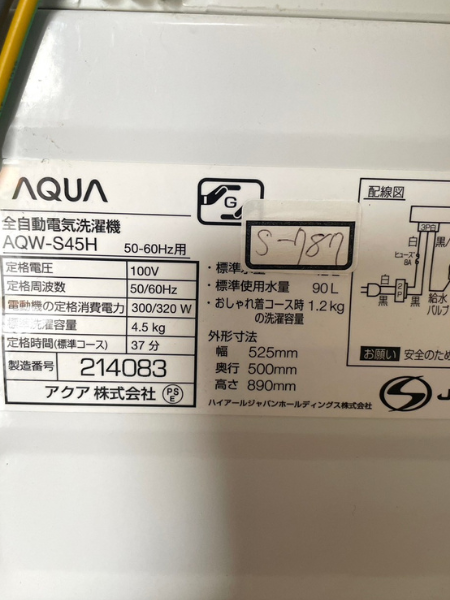 AQUA
全自動電気洗濯機
AQW-S45H 50-60Hz用
定格電圧 100V
定格周波数 50/60Hz
電動機の定格消費電力 300/320 W
洗濯容量 4.5 kg
定格時間(標準コース) 37 分
製造番号 214083
アクア 株式会社
PS
E
G
S-787
・標準
・標準使用水量 90 L
・おしゃれ着コース時 1.2 kg
の洗濯容量
外形寸法
幅 525mm
奥行 500mm
高さ 890mm
ハイアールジャパンホールディングス株式会社
配線図
白
黒
ヒューズ
8A
白
黒
2P
3PG
給水
バルブ
お願い 安全のため
S J